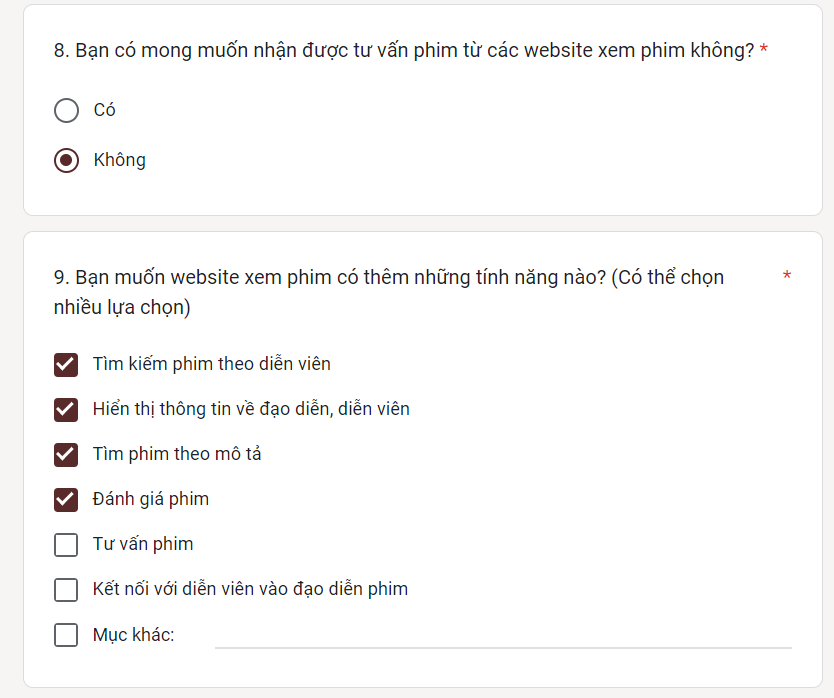 8. Bạn có mong muốn nhận được tư vấn phim từ các website xem phim không? *
Có
Không
9. Bạn muốn website xem phim có thêm những tính năng nào? (Có thể chọn *
nhiều lựa chọn)
Tìm kiếm phim theo diễn viên
Hiển thị thông tin về đạo diễn, diễn viên
Tìm phim theo mô tả
Đánh giá phim
Tư vấn phim
Kết nối với diễn viên vào đạo diễn phim
Mục khác: